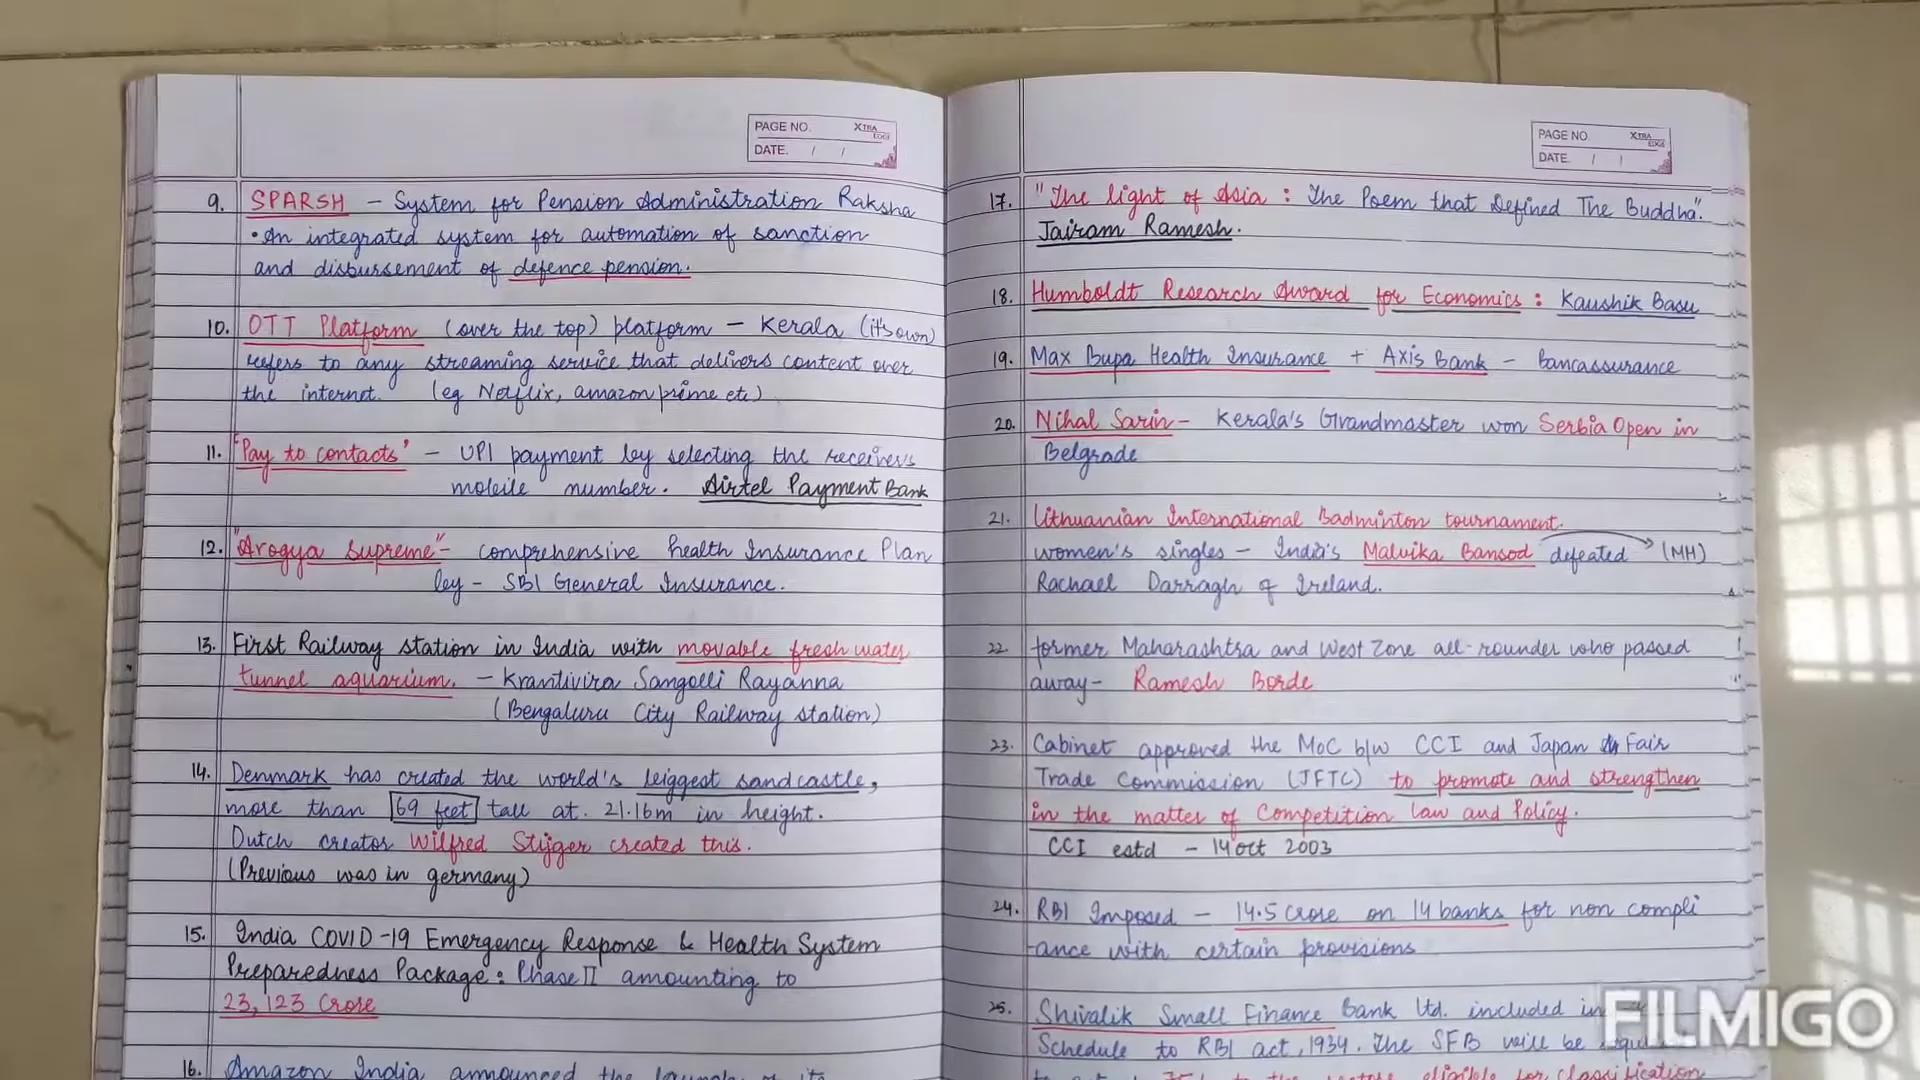 PAGE NO. XTRA EDGE
DATE. / /
9. SPARSH – System for Pension Administration Raksha
• An integrated system for automation of sanction
and disbursement of defence pension.
10. OTT Platform (over the top) platform – Kerala (it's own)
refers to any streaming service that delivers content over
the internet. (eg Netflix, amazon prime etc)
11. 'Pay to contacts' – UPI payment by selecting the receiver's
mobile number. Airtel Payment Bank
12. "Arogya Supreme" – comprehensive health Insurance Plan
by – SBI General Insurance.
13. First Railway station in India with movable fresh water
tunnel aquarium. – Krantivira Sangolli Rayanna
(Bengaluru City Railway station)
14. Denmark has created the world's biggest sandcastle,
more than 69 feet tall at. 21.16m in height.
Dutch creator Wilfred Stijger created this.
(Previous was in germany)
15. India COVID-19 Emergency Response & Health System
Preparedness Package: Phase II amounting to
23,123 Crore
16. Amazon India announced the launch of its
PAGE NO. XTRA EDGE
DATE. / /
17. "The light of Asia : The Poem that Defined The Buddha".
Jairam Ramesh.
18. Humboldt Research Award for Economics : Kaushik Basu
19. Max Bupa Health Insurance + Axis Bank – Bancassurance
20. Nihal Sarin – Kerala's Grandmaster won Serbia Open in
Belgrade
21. Lithuanian International Badminton tournament.
women's singles – India's Malvika Bansod defeated (MH)
Rachael Darragh of Ireland.
22. former Maharashtra and West Zone all-rounder who passed
away – Ramesh Borde
23. Cabinet approved the MoC b/w CCI and Japan Fair
Trade Commission (JFTC) to promote and strengthen
in the matter of Competition Law and Policy.
CCI estd – 14 oct 2003
24. RBI Imposed – 14.5 crore on 14 banks for non compli
ance with certain provisions
25. Shivalik Small Finance Bank Ltd. included in
Schedule to RBI act, 1934. The SFB will be
to the eligible for classification
FILMIGO